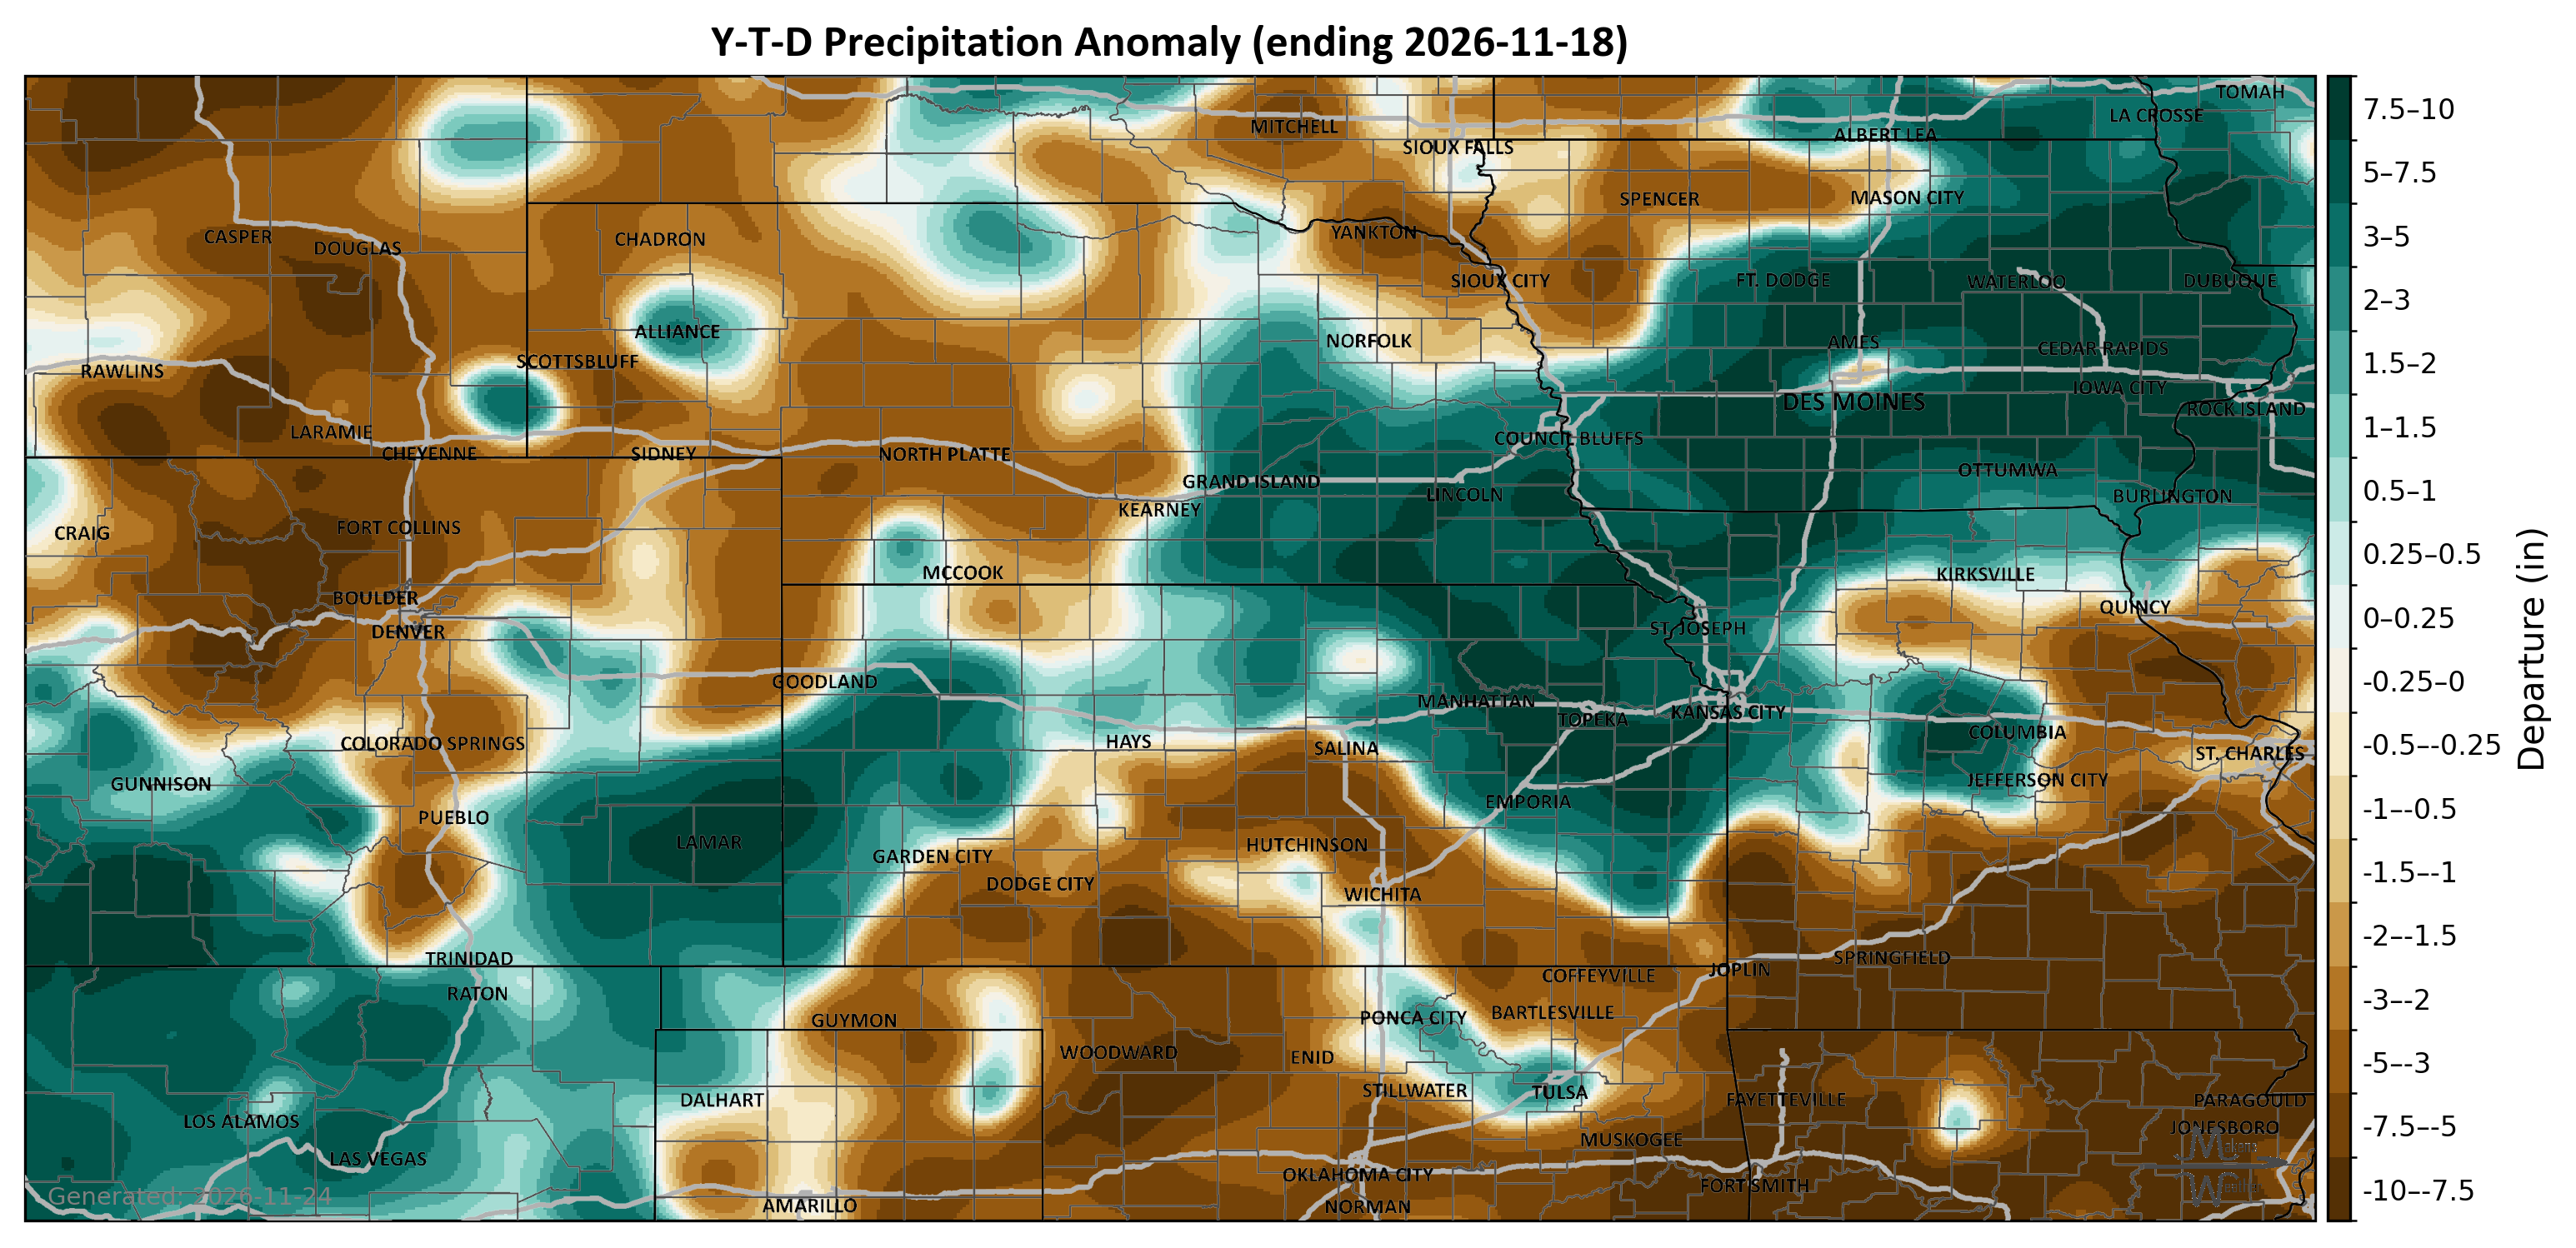 Y-T-D Precipitation Anomaly (ending 2026-11-18)
TOMAH
LA CROSSE
MITCHELL
ALBERT LEA
SIOUX FALLS
SPENCER
MASON CITY
CASPER
DOUGLAS
CHADRON
YANKTON
SIOUX CITY
FT. DODGE
WATERLOO
DUBUQUE
ALLIANCE
NORFOLK
AMES
CEDAR RAPIDS
SCOTTSBLUFF
RAWLINS
IOWA CITY
DES MOINES
ROCK ISLAND
LARAMIE
COUNCIL BLUFFS
CHEYENNE
SIDNEY
NORTH PLATTE
OTTUMWA
GRAND ISLAND
LINCOLN
BURLINGTON
KEARNEY
CRAIG
FORT COLLINS
MCCOOK
KIRKSVILLE
BOULDER
QUINCY
DENVER
ST. JOSEPH
GOODLAND
MANHATTAN
TOPEKA
KANSAS CITY
COLUMBIA
COLORADO SPRINGS
HAYS
SALINA
ST. CHARLES
GUNNISON
JEFFERSON CITY
EMPORIA
PUEBLO
LAMAR
HUTCHINSON
GARDEN CITY
DODGE CITY
WICHITA
TRINIDAD
SPRINGFIELD
JOPLIN
COFFEYVILLE
RATON
BARTLESVILLE
GUYMON
PONCA CITY
WOODWARD
ENID
STILLWATER
TULSA
DALHART
FAYETTEVILLE
PARAGOULD
LOS ALAMOS
JONESBORO
MUSKOGEE
LAS VEGAS
OKLAHOMA CITY
FORT SMITH
AMARILLO
NORMAN
Generated: 2026-11-24
7.5–10
5–7.5
3–5
2–3
1.5–2
1–1.5
0.5–1
0.25–0.5
0–0.25
-0.25–0
-0.5–-0.25
-1–-0.5
-1.5–-1
-2–-1.5
-3–-2
-5–-3
-7.5–-5
-10–-7.5
Departure (in)